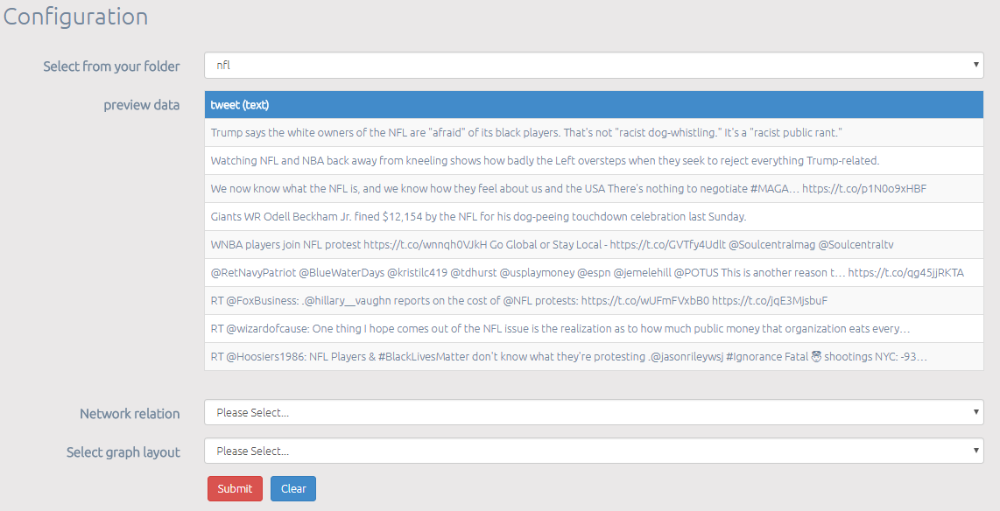 Configuration
Select from your folder
nfl
preview data
tweet (text)
Trump says the white owners of the NFL are "afraid" of its black players. That's not "racist dog-whistling." It's a "racist public rant."
Watching NFL and NBA back away from kneeling shows how badly the Left oversteps when they seek to reject everything Trump-related.
We now know what the NFL is, and we know how they feel about us and the USA There's nothing to negotiate #MAGA… https://t.co/p1N0o9xHBF
Giants WR Odell Beckham Jr. fined $12,154 by the NFL for his dog-peeing touchdown celebration last Sunday.
WNBA players join NFL protest https://t.co/wnnqh0VJkH Go Global or Stay Local - https://t.co/GVTfy4Udlt @Soulcentralmag @Soulcentraltv
@RetNavyPatriot @BlueWaterDays @kristilc419 @tdhurst @usplaymoney @espn @jemelehill @POTUS This is another reason t… https://t.co/qg45jjRKTA
RT @FoxBusiness: .@hillary__vaughn reports on the cost of @NFL protests: https://t.co/wUFmFVxbB0 https://t.co/jqE3MjsbuF
RT @wizardofcause: One thing I hope comes out of the NFL issue is the realization as to how much public money that organization eats every…
RT @Hoosiers1986: NFL Players & #BlackLivesMatter don't know what they're protesting .@jasonrileywsj #Ignorance Fatal 👮 shootings NYC: -93…
Network relation
Please Select...
Select graph layout
Please Select...
Submit
Clear